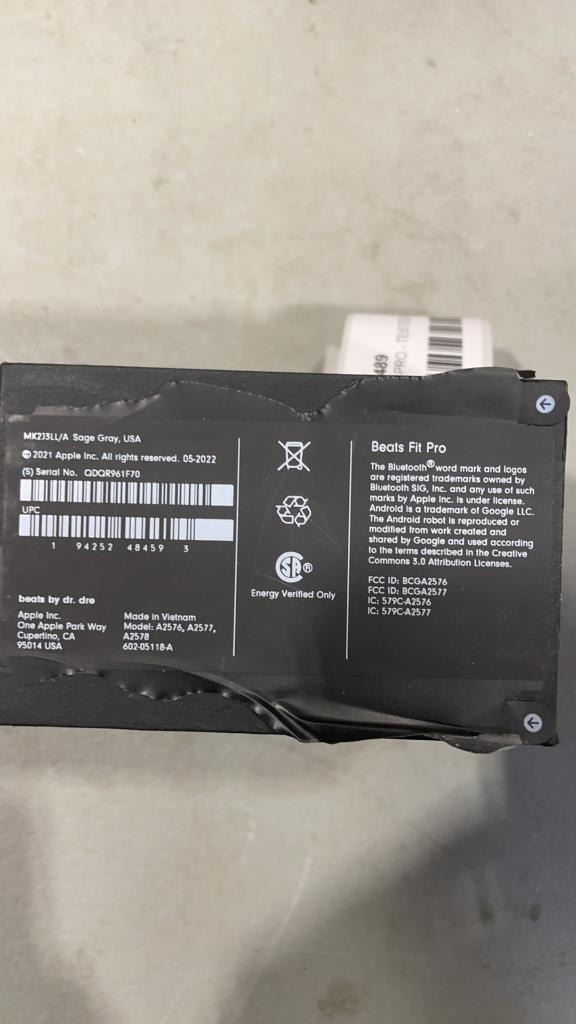 489
PRO - TESTED
MK2J3LL/A Sage Gray, USA
© 2021 Apple Inc. All rights reserved. 05-2022
(S) Serial No. QDQR961F70
UPC
1 94252 48459 3
beats by dr. dre
Apple Inc.
One Apple Park Way
Cupertino, CA
95014 USA
Made in Vietnam
Model: A2576, A2577,
A2578
602-05118-A
SA®
Energy Verified Only
Beats Fit Pro
The Bluetooth® word mark and logos
are registered trademarks owned by
Bluetooth SIG, Inc. and any use of such
marks by Apple Inc. is under license.
Android is a trademark of Google LLC.
The Android robot is reproduced or
modified from work created and
shared by Google and used according
to the terms described in the Creative
Commons 3.0 Attribution Licenses.
FCC ID: BCGA2576
FCC ID: BCGA2577
IC: 579C-A2576
IC: 579C-A2577